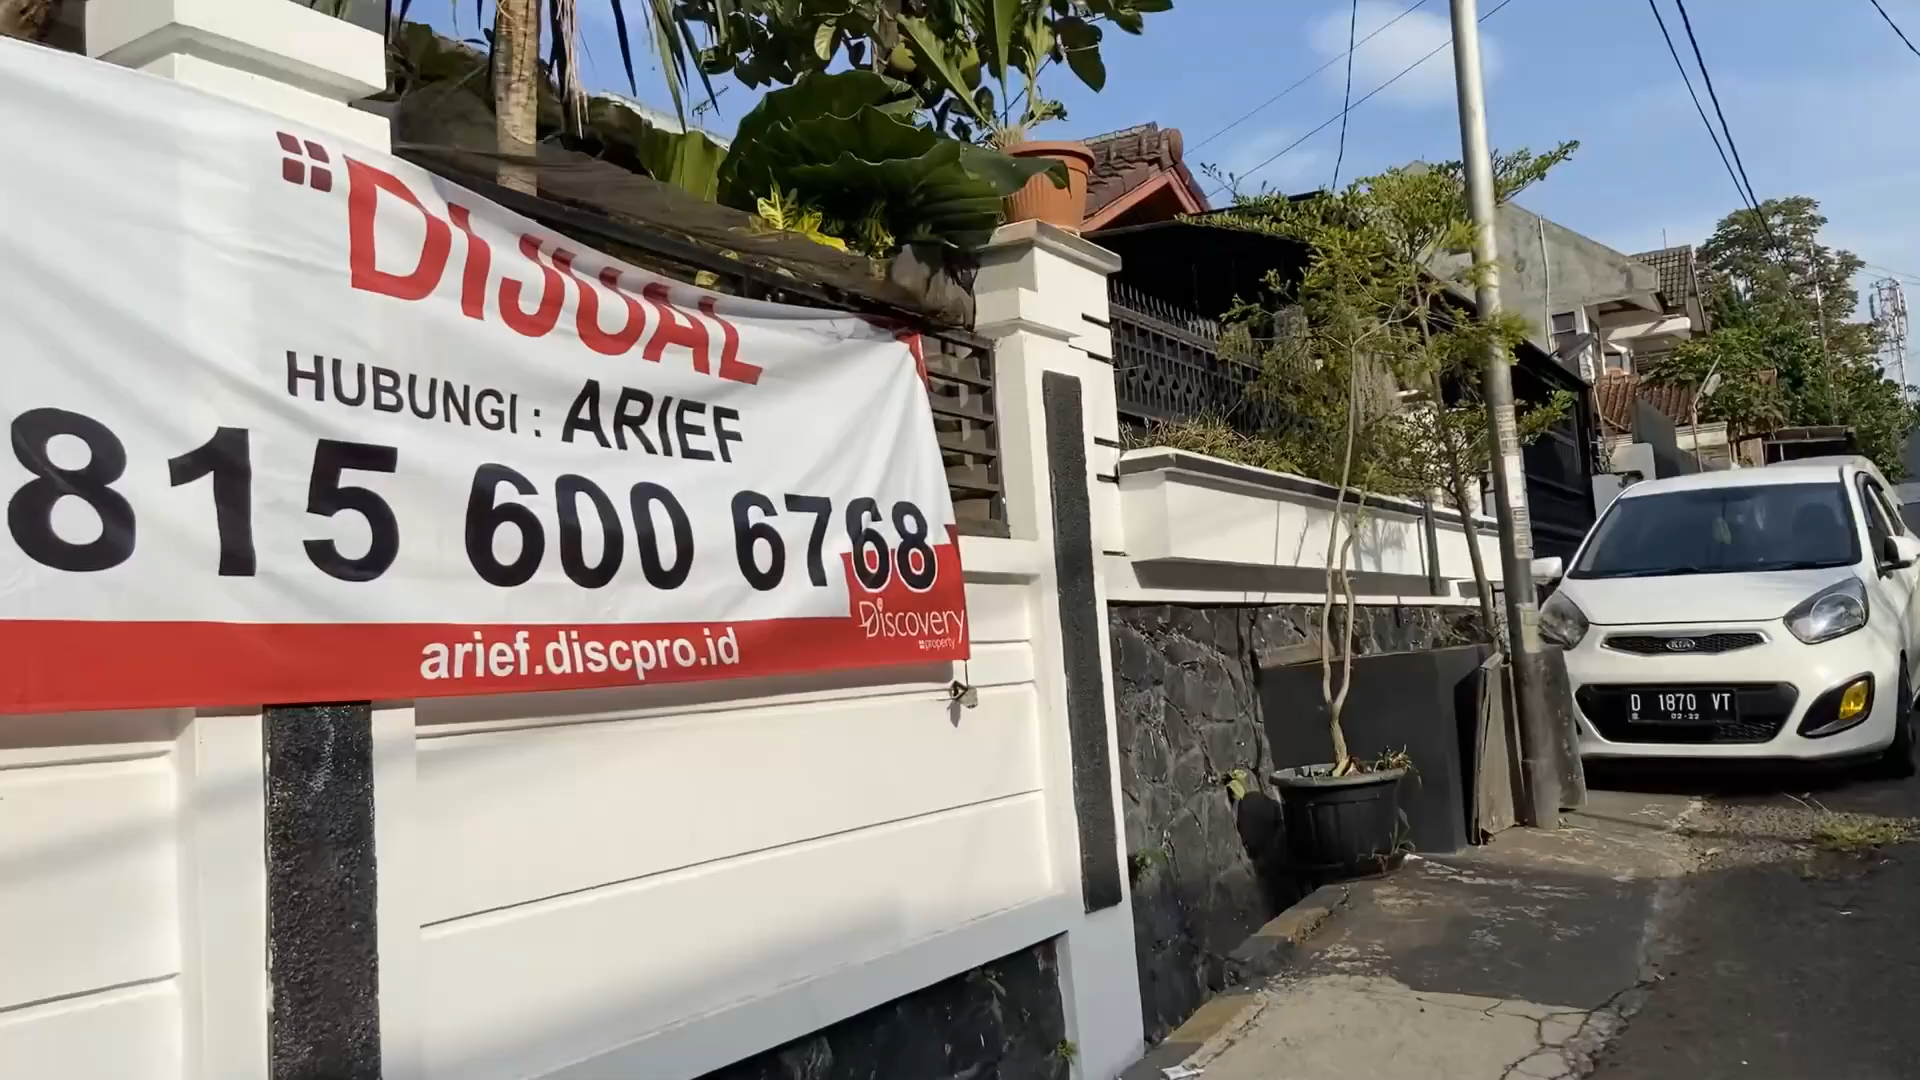 DIJUAL
HUBUNGI : ARIEF
815 600 6768
Discovery
property
arief.discpro.id
KIA
D 1870 VT
02-22